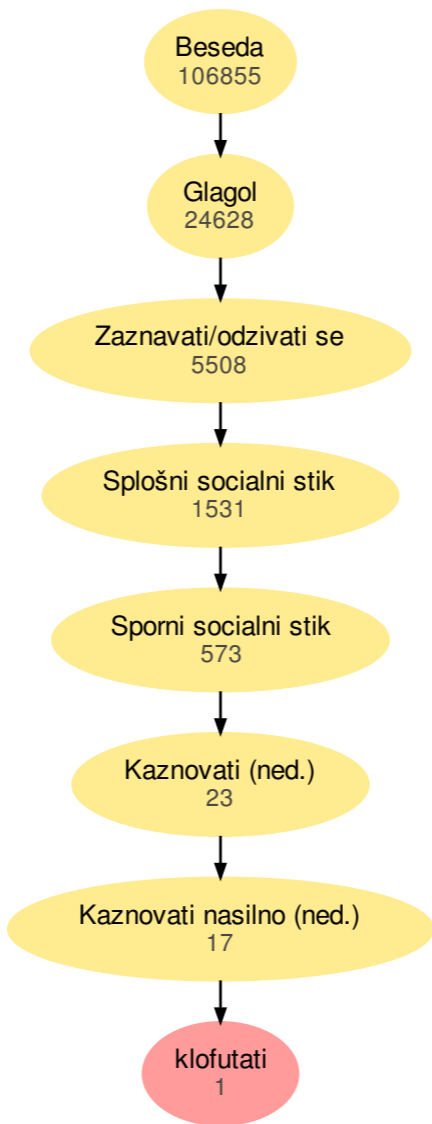 Beseda
106855
Glagol
24628
Zaznavati/odzivati se
5508
Splošni socialni stik
1531
Sporni socialni stik
573
Kaznovati (ned.)
23
Kaznovati nasilno (ned.)
17
klofutati
1